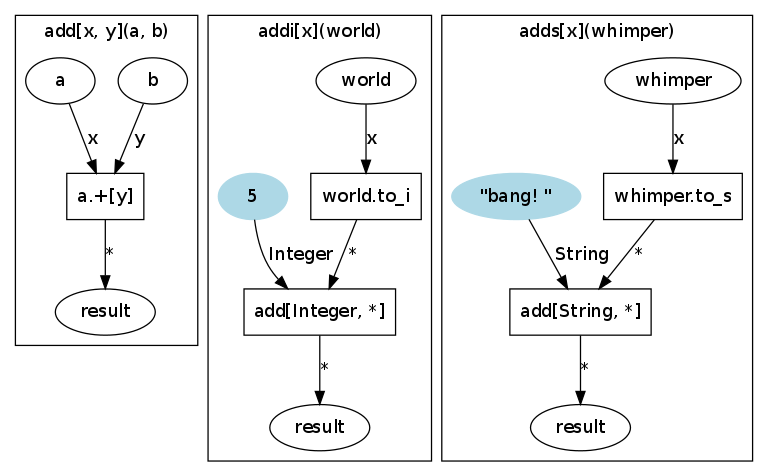 add[x, y](a, b)
a
b
x
y
a.+[y]
*
result
addi[x](world)
world
x
5
world.to_i
Integer
*
add[Integer, *]
*
result
adds[x](whimper)
whimper
x
"bang! "
whimper.to_s
String
*
add[String, *]
*
result